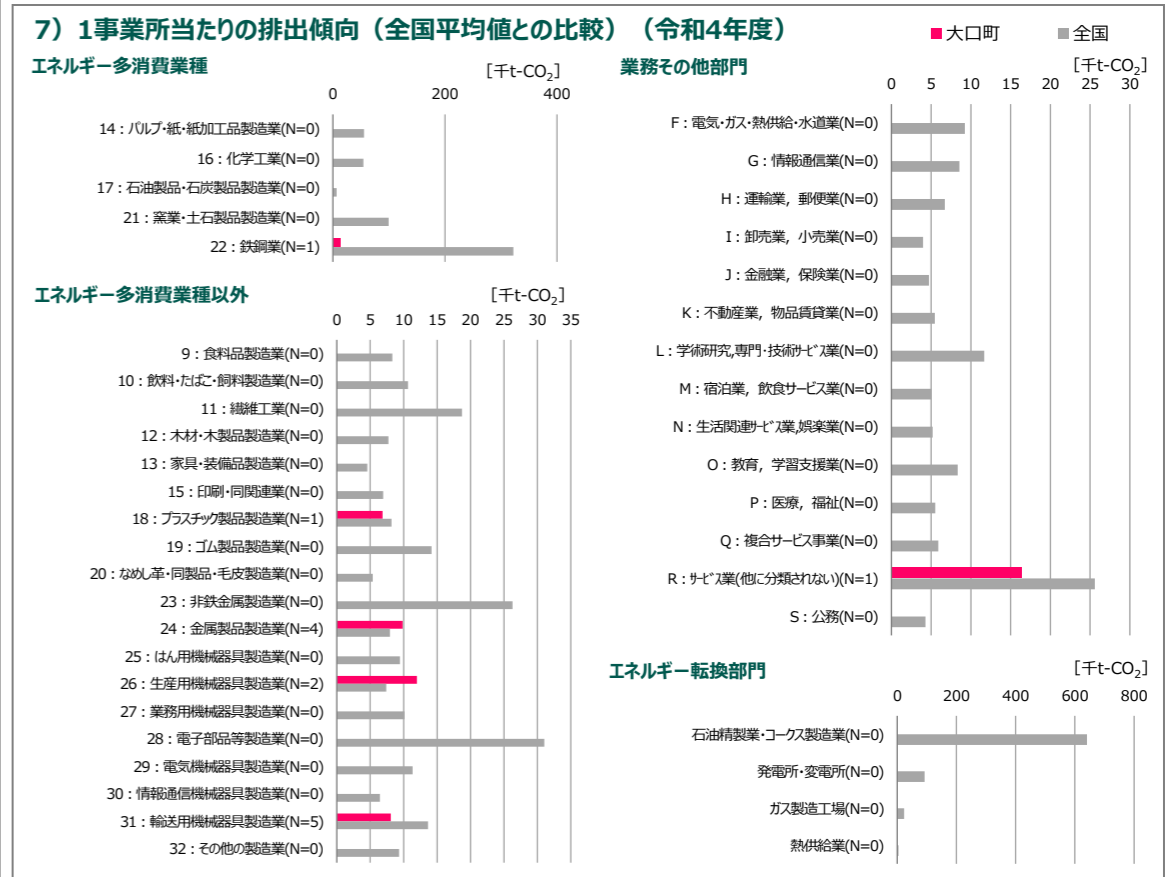 7）1事業所当たりの排出傾向（全国平均値との比較）（令和4年度）
■大口町 ■全国
エネルギー多消費業種
[千t-CO2]
0 200 400
14：パルプ・紙・紙加工品製造業(N=0)
16：化学工業(N=0)
17：石油製品・石炭製品製造業(N=0)
21：窯業・土石製品製造業(N=0)
22：鉄鋼業(N=1)
エネルギー多消費業種以外
[千t-CO2]
0 5 10 15 20 25 30 35
9：食料品製造業(N=0)
10：飲料・たばこ・飼料製造業(N=0)
11：繊維工業(N=0)
12：木材・木製品製造業(N=0)
13：家具・装備品製造業(N=0)
15：印刷・同関連業(N=0)
18：プラスチック製品製造業(N=1)
19：ゴム製品製造業(N=0)
20：なめし革・同製品・毛皮製造業(N=0)
23：非鉄金属製造業(N=0)
24：金属製品製造業(N=4)
25：はん用機械器具製造業(N=0)
26：生産用機械器具製造業(N=2)
27：業務用機械器具製造業(N=0)
28：電子部品等製造業(N=0)
29：電気機械器具製造業(N=0)
30：情報通信機械器具製造業(N=0)
31：輸送用機械器具製造業(N=5)
32：その他の製造業(N=0)
業務その他部門
[千t-CO2]
0 5 10 15 20 25 30
F：電気・ガス・熱供給・水道業(N=0)
G：情報通信業(N=0)
H：運輸業，郵便業(N=0)
I：卸売業，小売業(N=0)
J：金融業，保険業(N=0)
K：不動産業，物品賃貸業(N=0)
L：学術研究,専門・技術サービス業(N=0)
M：宿泊業，飲食サービス業(N=0)
N：生活関連サービス業,娯楽業(N=0)
O：教育，学習支援業(N=0)
P：医療，福祉(N=0)
Q：複合サービス事業(N=0)
R：サービス業(他に分類されない)(N=1)
S：公務(N=0)
エネルギー転換部門
[千t-CO2]
0 200 400 600 800
石油精製業・コークス製造業(N=0)
発電所・変電所(N=0)
ガス製造工場(N=0)
熱供給業(N=0)